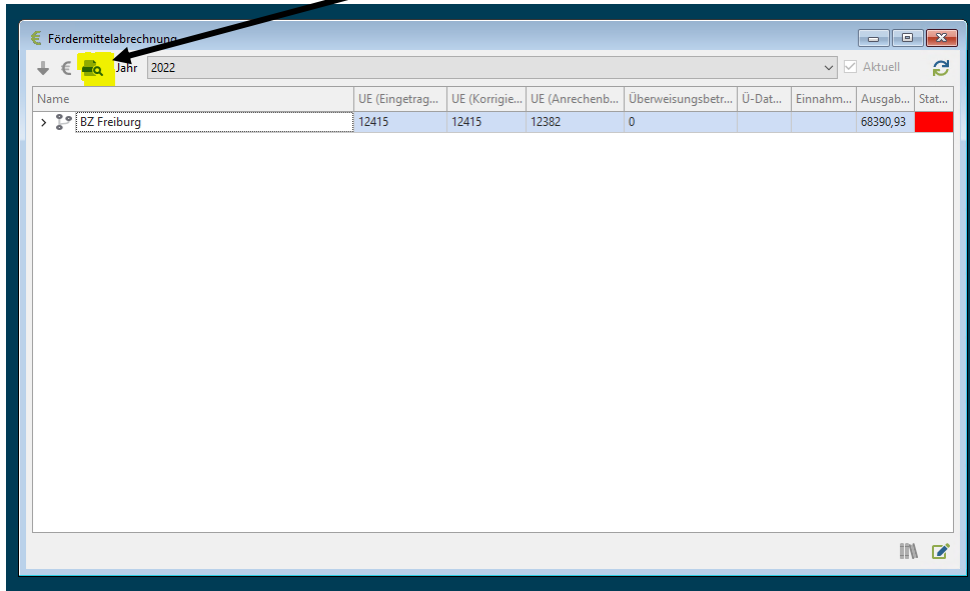 € Fördermittelabrechnung
€ Jahr 2022 Aktuell
Name UE (Eingetrag... UE (Korrigie... UE (Anrechenb... Überweisungsbetr... Ü-Dat... Einnahm... Ausgab... Stat...
BZ Freiburg 12415 12415 12382 0 68390,93